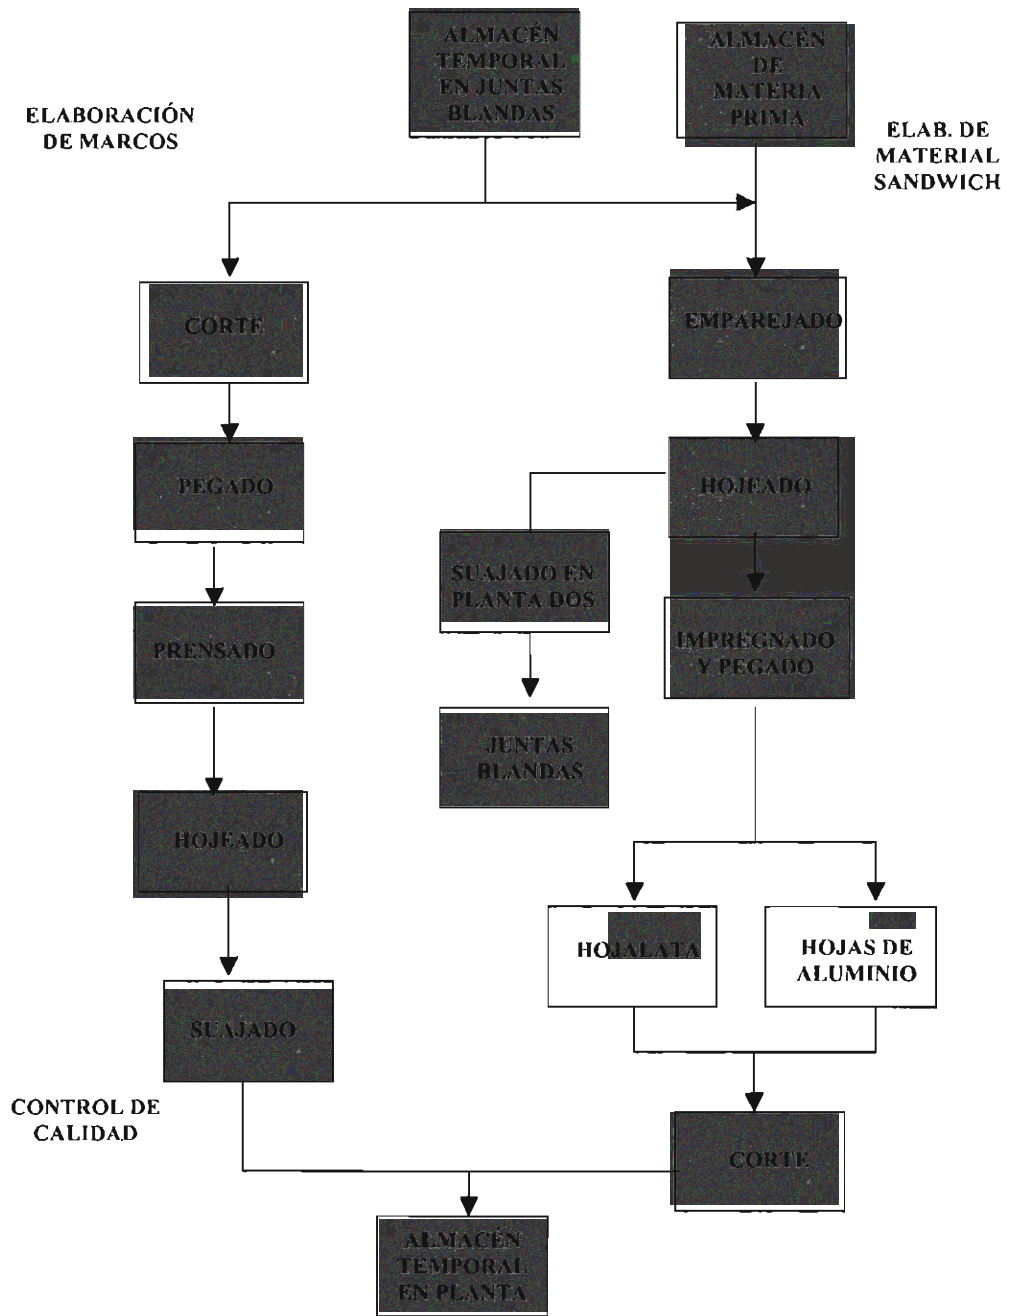 ALMACÉN
TEMPORAL
EN JUNTAS
BLANDAS
ALMACÉN
DE
MATERIA
PRIMA
ELABORACIÓN
DE MARCOS
ELAB. DE
MATERIAL
SANDWICH
CORTE
EMPAREJADO
PEGADO
HOJEADO
SUAJADO EN
PLANTA DOS
PRENSADO
IMPREGNADO
Y PEGADO
JUNTAS
BLANDAS
HOJEADO
HOJALATA
HOJAS DE
ALUMINIO
SUAJADO
CONTROL DE
CALIDAD
CORTE
ALMACÉN
TEMPORAL
EN PLANTA